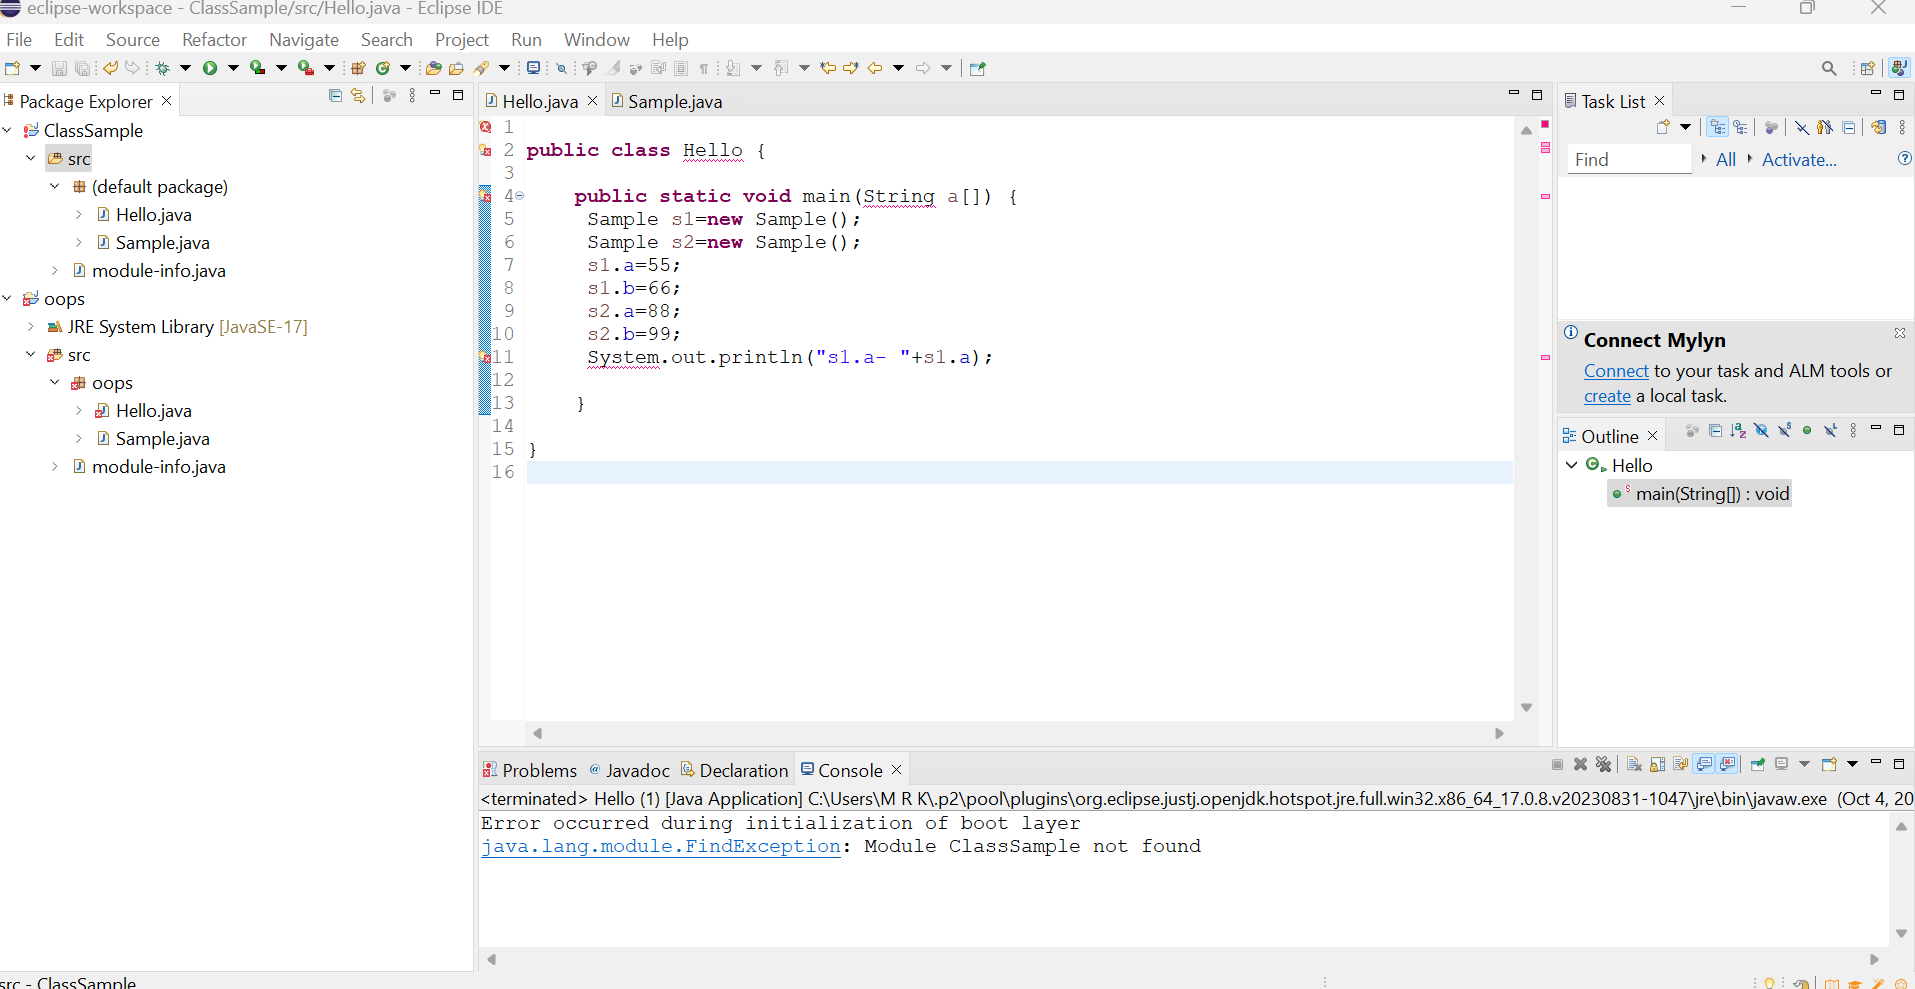 eclipse-workspace - ClassSample/src/Hello.java - Eclipse IDE
File Edit Source Refactor Navigate Search Project Run Window Help
Package Explorer
ClassSample
src
(default package)
Hello.java
Sample.java
module-info.java
oops
JRE System Library [JavaSE-17]
src
oops
Hello.java
Sample.java
module-info.java
Hello.java Sample.java
1
2 public class Hello {
3
4 public static void main(String a[]) {
5 Sample s1=new Sample();
6 Sample s2=new Sample();
7 s1.a=55;
8 s1.b=66;
9 s2.a=88;
10 s2.b=99;
11 System.out.println("s1.a- "+s1.a);
12
13 }
14
15 }
16
Task List
Find All Activate...
Connect Mylyn
Connect to your task and ALM tools or
create a local task.
Outline
Hello
main(String[]) : void
Problems @ Javadoc Declaration Console
<terminated> Hello (1) [Java Application] C:\Users\M R K\.p2\pool\plugins\org.eclipse.justj.openjdk.hotspot.jre.full.win32.x86_64_17.0.8.v20230831-1047\jre\bin\javaw.exe (Oct 4, 20
Error occurred during initialization of boot layer
java.lang.module.FindException: Module ClassSample not found
src - ClassSample